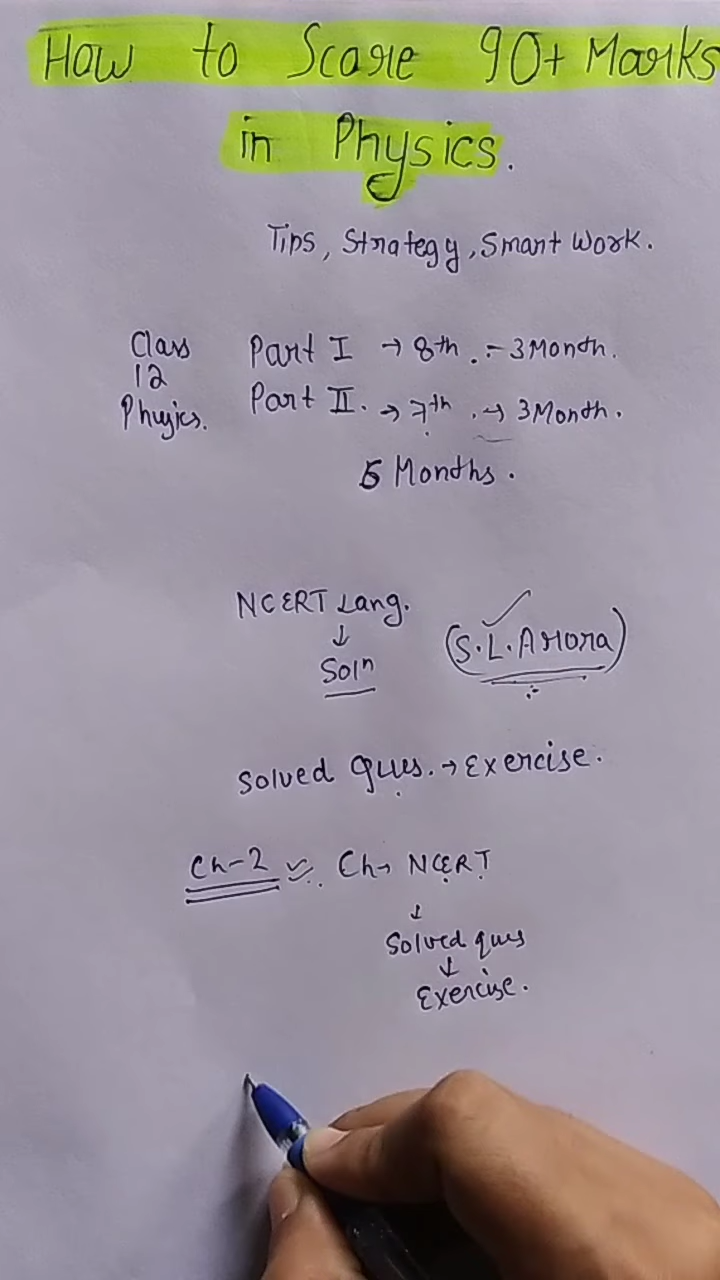 How to Score 90+ Marks
in Physics.
Tips, Strategy, Smart Work.
Class 12 Physics.
Part I → 8th. - 3 Month.
Part II. → 7th. → 3 Month.
5 Months.
NCERT Lang.
↓
Solⁿ
(S.L. Arora)
Solved Ques. → Exercise.
Ch-2 Ch → NCERT
↓
Solved ques
↓
Exercise.